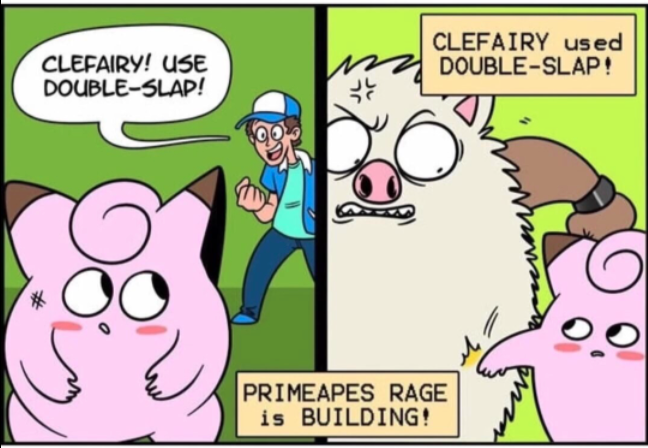 CLEFAIRY! USE
DOUBLE-SLAP!
CLEFAIRY used
DOUBLE-SLAP!
PRIMEAPES RAGE
is BUILDING!